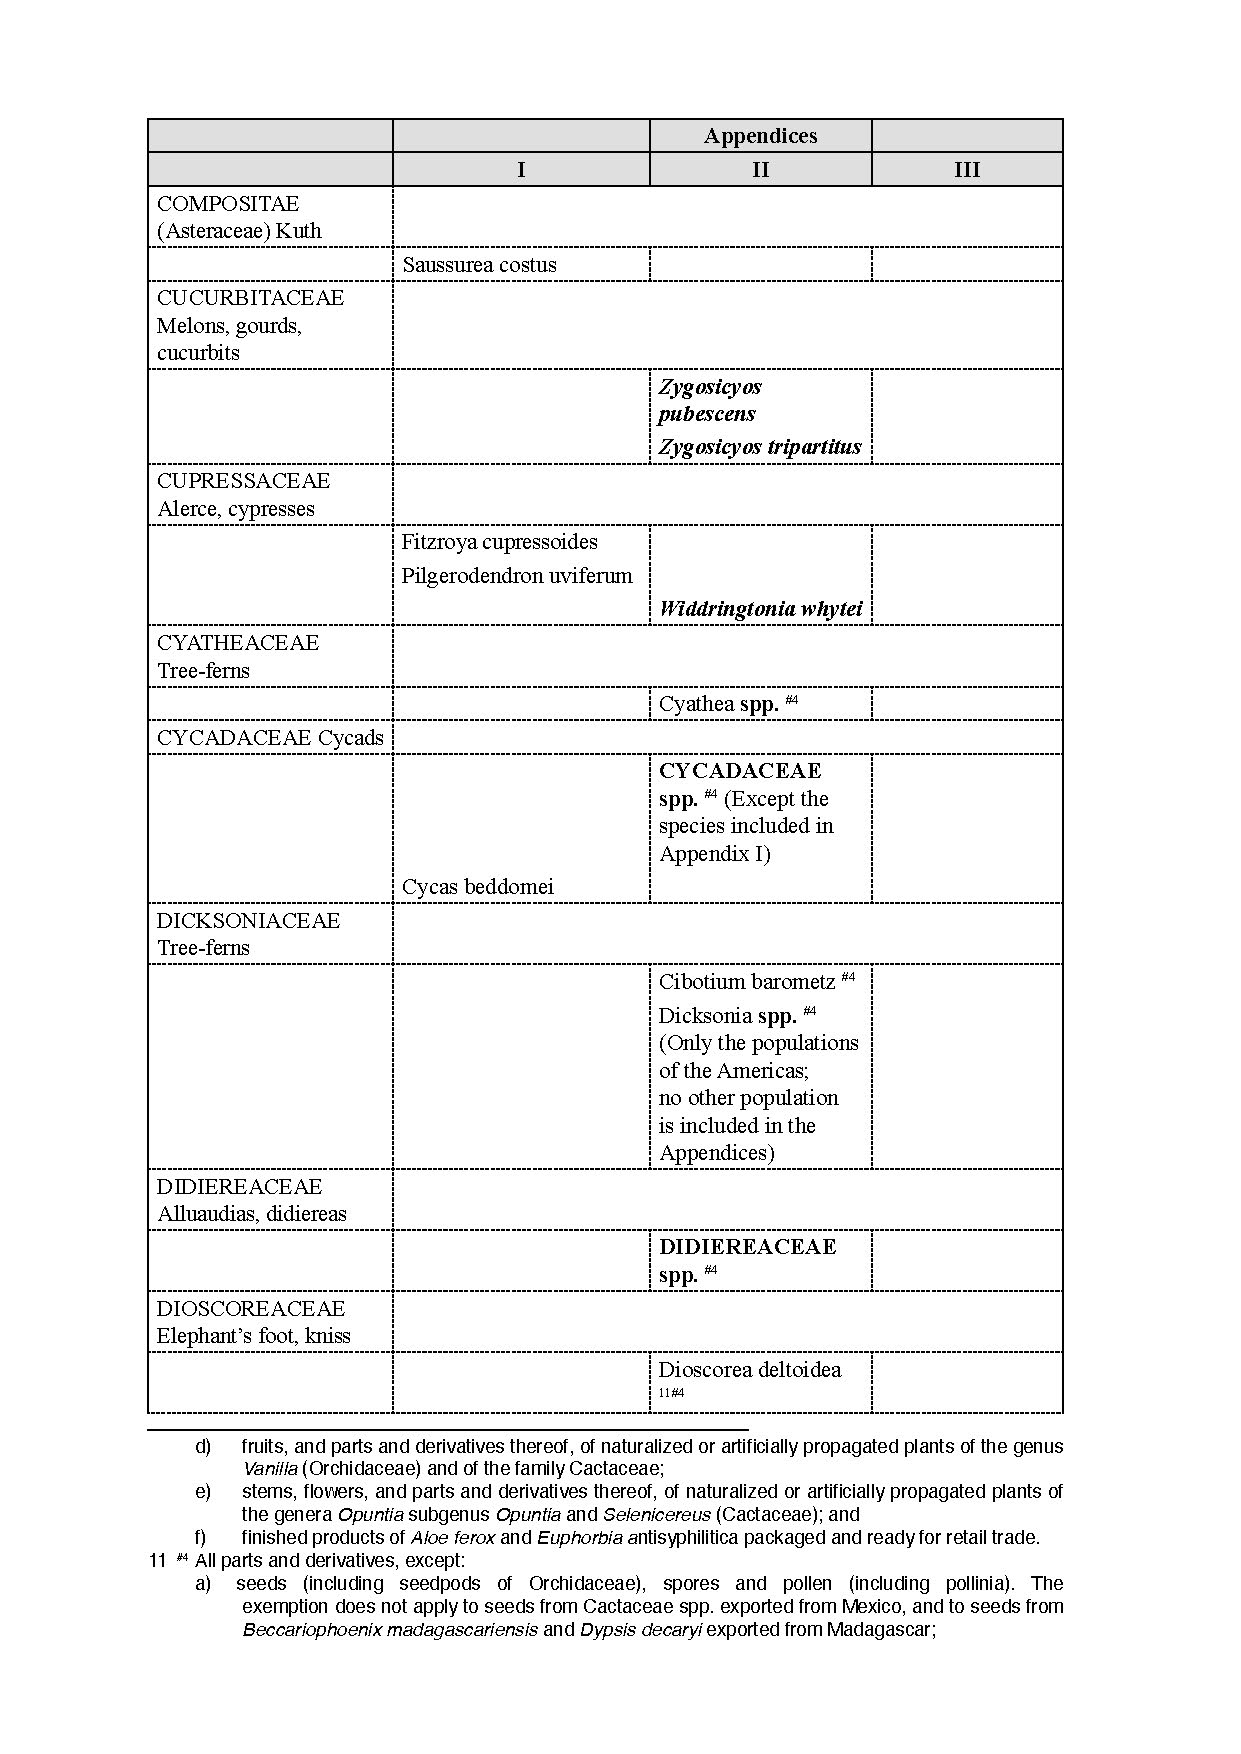 Appendices
I II III
COMPOSITAE
(Asteraceae) Kuth
Saussurea costus
CUCURBITACEAE
Melons, gourds,
cucurbits
Zygosicyos
pubescens
Zygosicyos tripartitus
CUPRESSACEAE
Alerce, cypresses
Fitzroya cupressoides
Pilgerodendron uviferum
Widdringtonia whytei
CYATHEACEAE
Tree-ferns
Cyathea spp. #4
CYCADACEAE Cycads
CYCADACEAE
spp. #4 (Except the
species included in
Appendix I)
Cycas beddomei
DICKSONIACEAE
Tree-ferns
Cibotium barometz #4
Dicksonia spp. #4
(Only the populations
of the Americas;
no other population
is included in the
Appendices)
DIDIEREACEAE
Alluaudias, didiereas
DIDIEREACEAE
spp. #4
DIOSCOREACEAE
Elephant’s foot, kniss
Dioscorea deltoidea
11#4
d) fruits, and parts and derivatives thereof, of naturalized or artificially propagated plants of the genus
Vanilla (Orchidaceae) and of the family Cactaceae;
e) stems, flowers, and parts and derivatives thereof, of naturalized or artificially propagated plants of
the genera Opuntia subgenus Opuntia and Selenicereus (Cactaceae); and
f) finished products of Aloe ferox and Euphorbia antisyphilitica packaged and ready for retail trade.
11 #4 All parts and derivatives, except:
a) seeds (including seedpods of Orchidaceae), spores and pollen (including pollinia). The
exemption does not apply to seeds from Cactaceae spp. exported from Mexico, and to seeds from
Beccariophoenix madagascariensis and Dypsis decaryi exported from Madagascar;